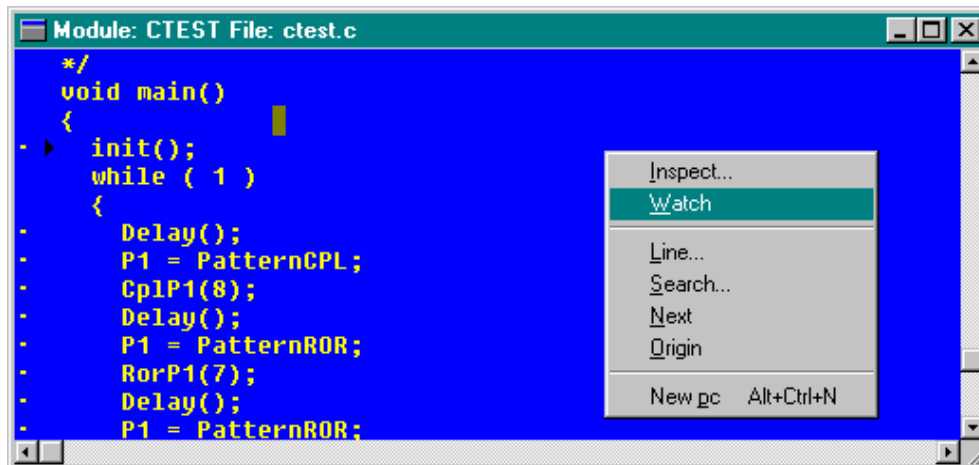 Module: CTEST File: ctest.c
*/
void main()
{
init();
while ( 1 )
{
Delay();
P1 = PatternCPL;
CplP1(8);
Delay();
P1 = PatternROR;
RorP1(7);
Delay();
P1 = PatternROR;
Inspect...
Watch
Line...
Search...
Next
Origin
New pc Alt+Ctrl+N